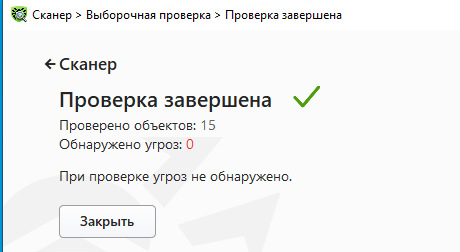 Сканер > Выборочная проверка > Проверка завершена
Сканер
Проверка завершена
Проверено объектов: 15
Обнаружено угроз: 0
При проверке угроз не обнаружено.
Закрыть